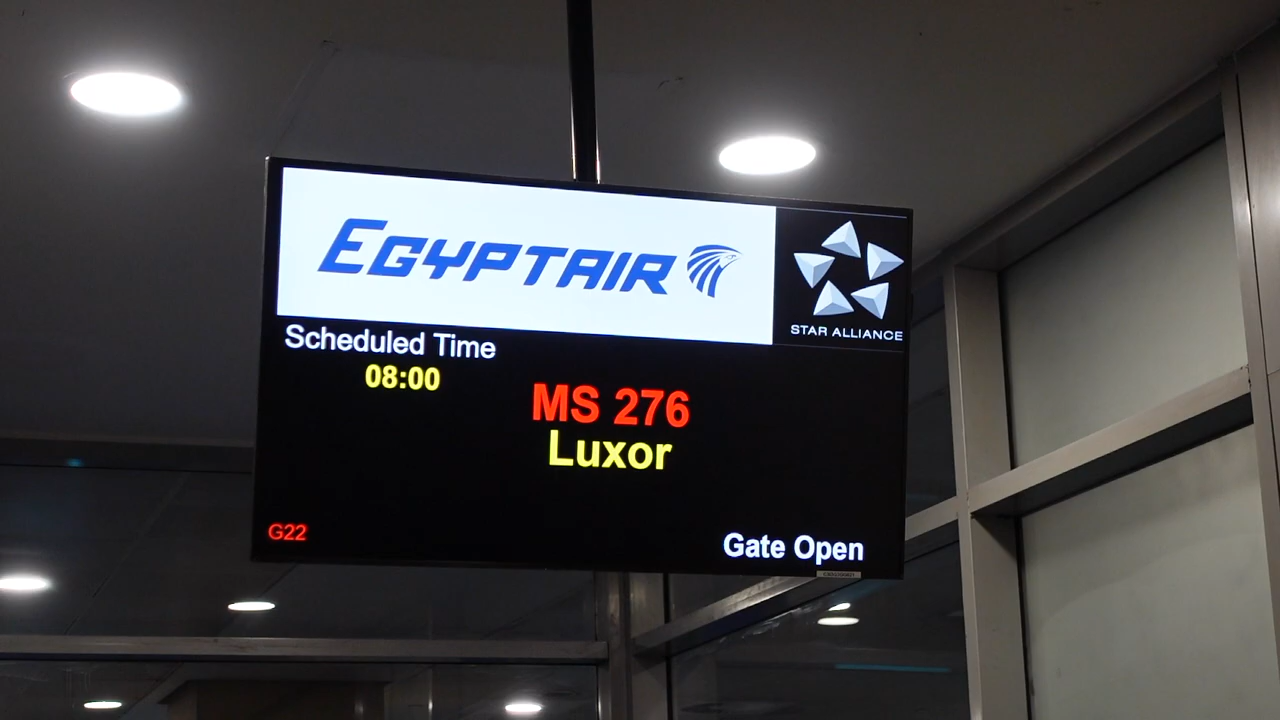 EGYPTAIR
STAR ALLIANCE
Scheduled Time
08:00
MS 276
Luxor
G22
Gate Open